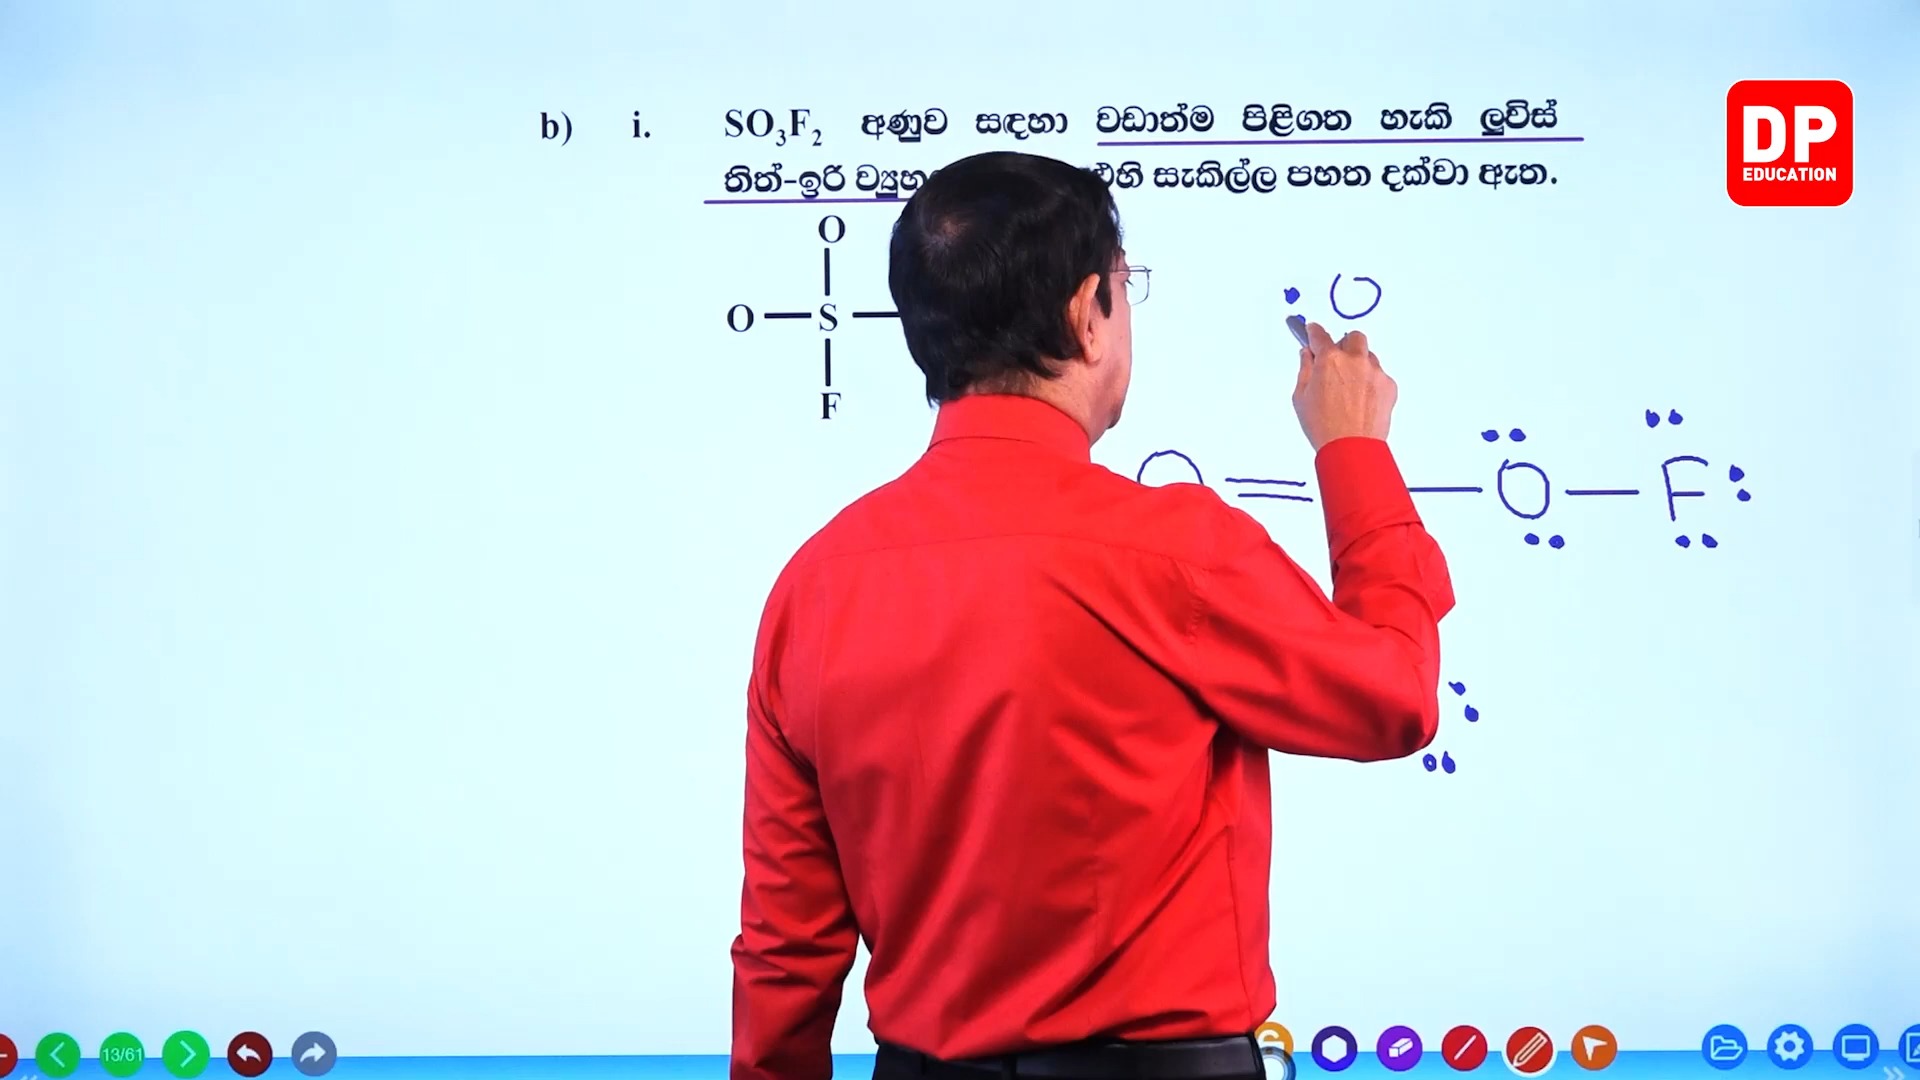 b) i. SO₃F₂ අණුව සඳහා වඩාත්ම පිළිගත හැකි ලුවිස්
තිත්-ඉරි ව්‍යුහ එහි සැකිල්ල පහත දක්වා ඇත.
DP
EDUCATION
O
O — S —
F
O
O = — O — F
13/61